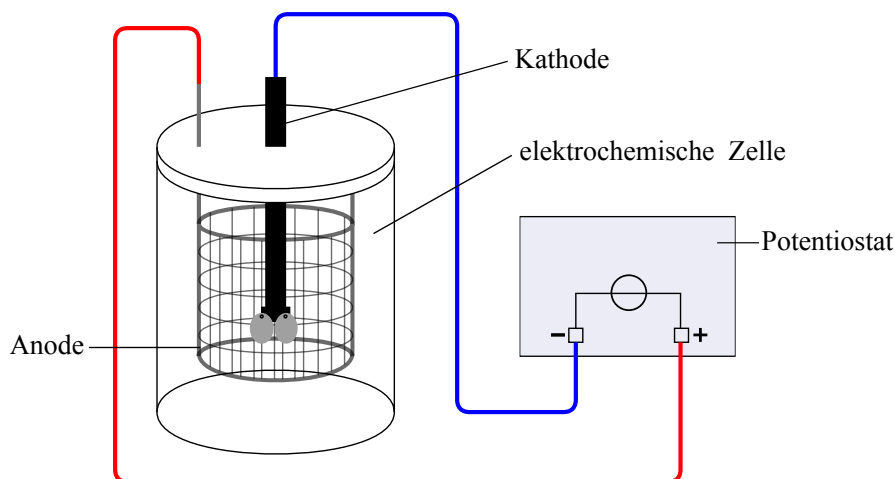 Kathode
elektrochemische Zelle
Potentiostat
− +
Anode